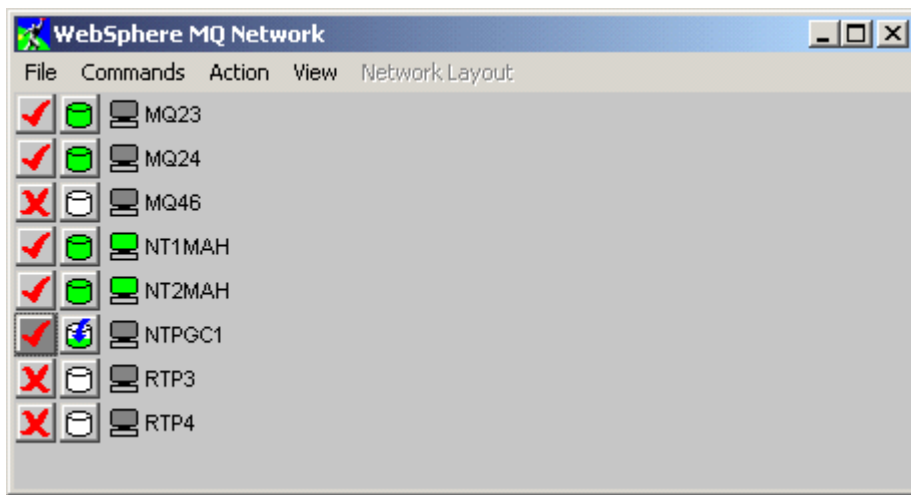 WebSphere MQ Network
File Commands Action View Network Layout
MQ23
MQ24
MQ46
NT1MAH
NT2MAH
NTPGC1
RTP3
RTP4